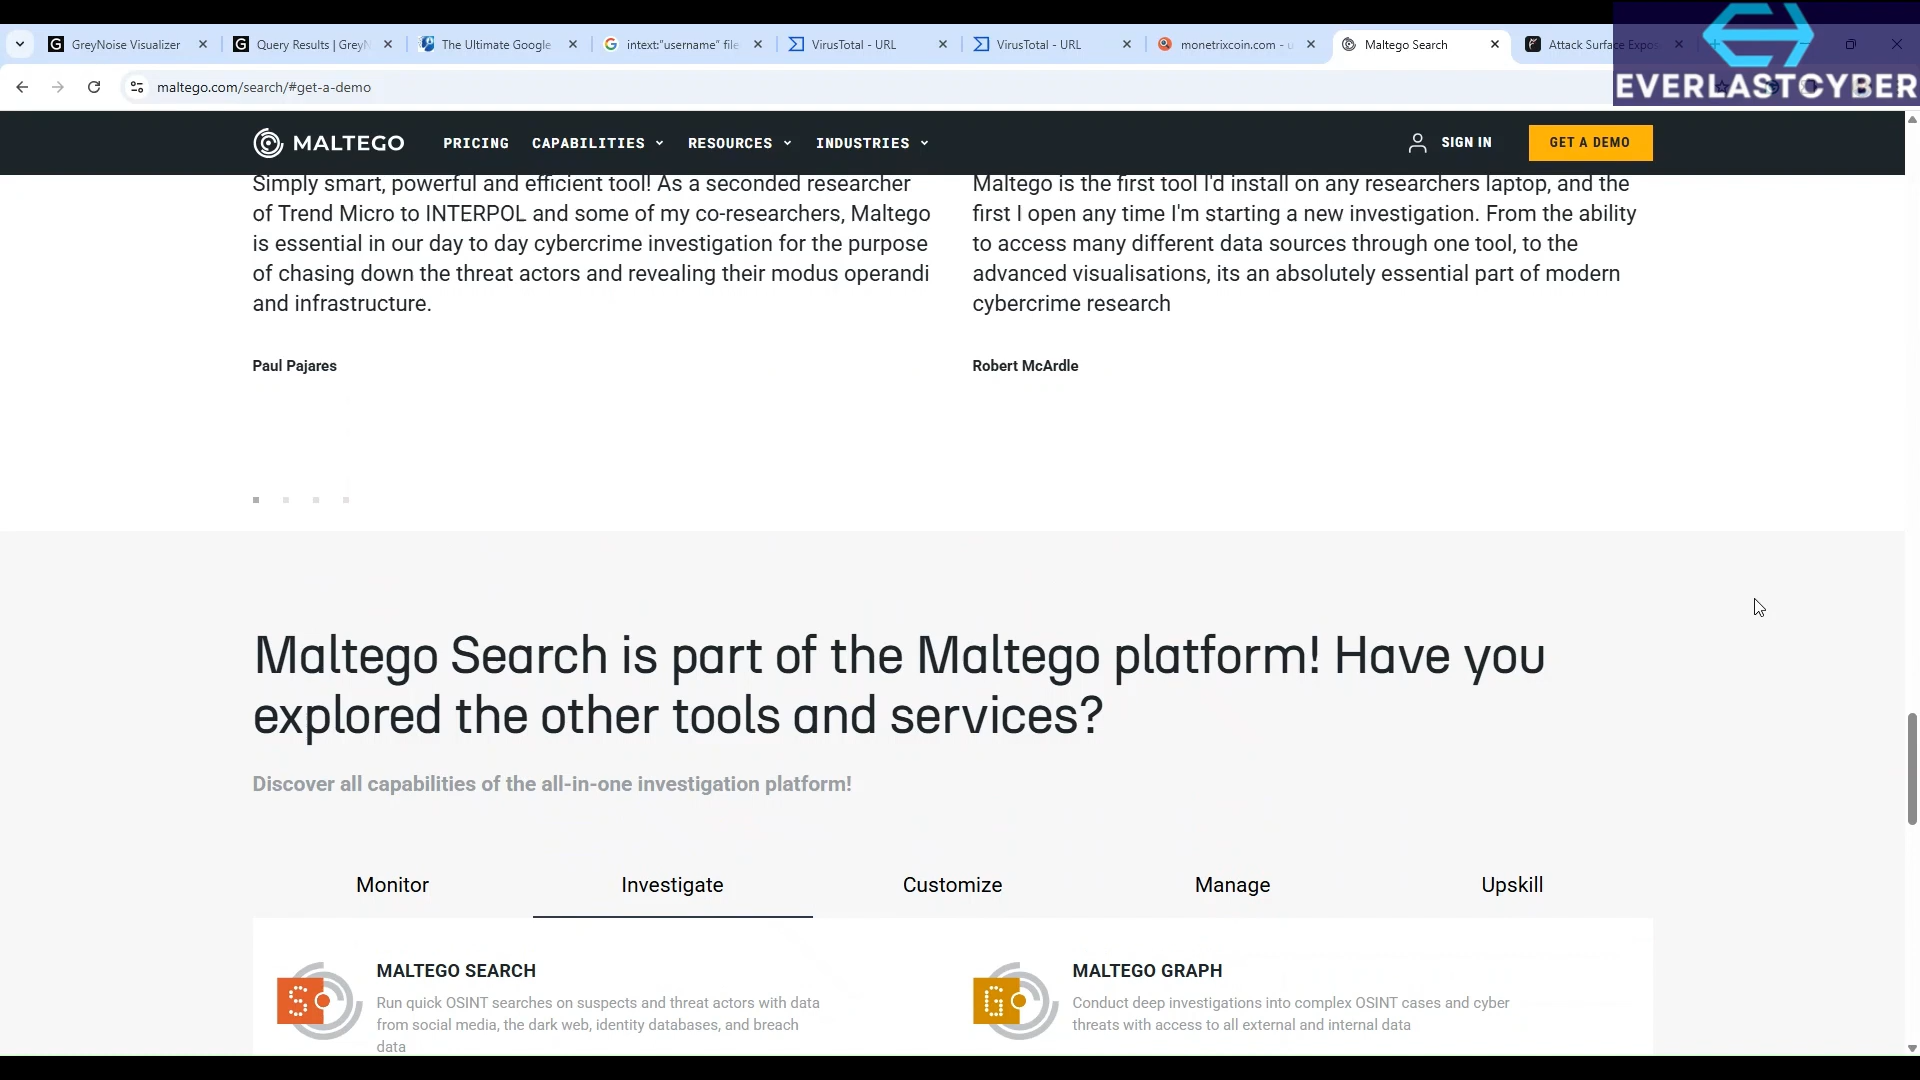 GreyNoise Visualizer
Query Results | GreyN
The Ultimate Google
intext:"username" file
VirusTotal - URL
VirusTotal - URL
monetrixcoin.com - u
Maltego Search
Attack Surface Expos
EVERLASTCYBER
maltego.com/search/#get-a-demo
MALTEGO
PRICING
CAPABILITIES
RESOURCES
INDUSTRIES
SIGN IN
GET A DEMO
Simply smart, powerful and efficient tool! As a seconded researcher
of Trend Micro to INTERPOL and some of my co-researchers, Maltego
is essential in our day to day cybercrime investigation for the purpose
of chasing down the threat actors and revealing their modus operandi
and infrastructure.
Paul Pajares
Maltego is the first tool I'd install on any researchers laptop, and the
first I open any time I'm starting a new investigation. From the ability
to access many different data sources through one tool, to the
advanced visualisations, its an absolutely essential part of modern
cybercrime research
Robert McArdle
Maltego Search is part of the Maltego platform! Have you
explored the other tools and services?
Discover all capabilities of the all-in-one investigation platform!
Monitor
Investigate
Customize
Manage
Upskill
MALTEGO SEARCH
Run quick OSINT searches on suspects and threat actors with data
from social media, the dark web, identity databases, and breach
data
MALTEGO GRAPH
Conduct deep investigations into complex OSINT cases and cyber
threats with access to all external and internal data